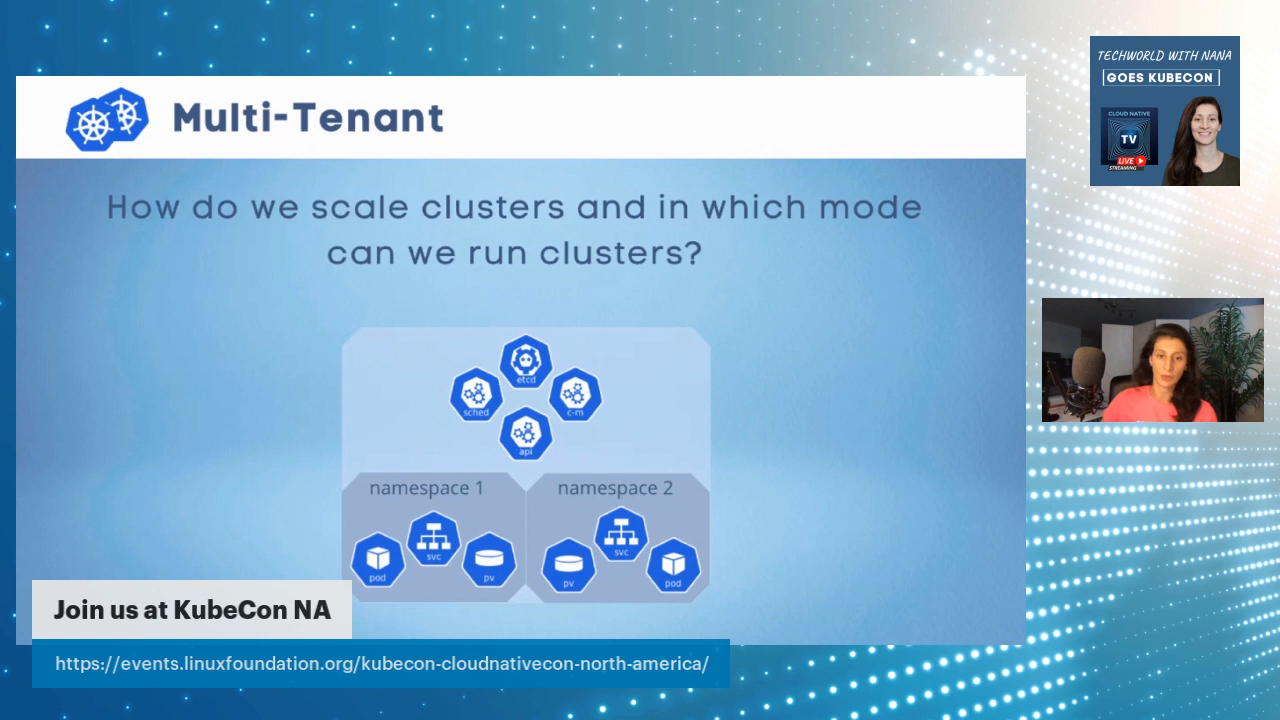 Multi-Tenant
How do we scale clusters and in which mode
can we run clusters?
etcd
sched
c-m
api
namespace 1
namespace 2
svc
pod
pv
svc
pv
pod
Join us at KubeCon NA
https://events.linuxfoundation.org/kubecon-cloudnativecon-north-america/
TECHWORLD WITH NANA
GOES KUBECON
CLOUD NATIVE
TV
LIVE
STREAMING